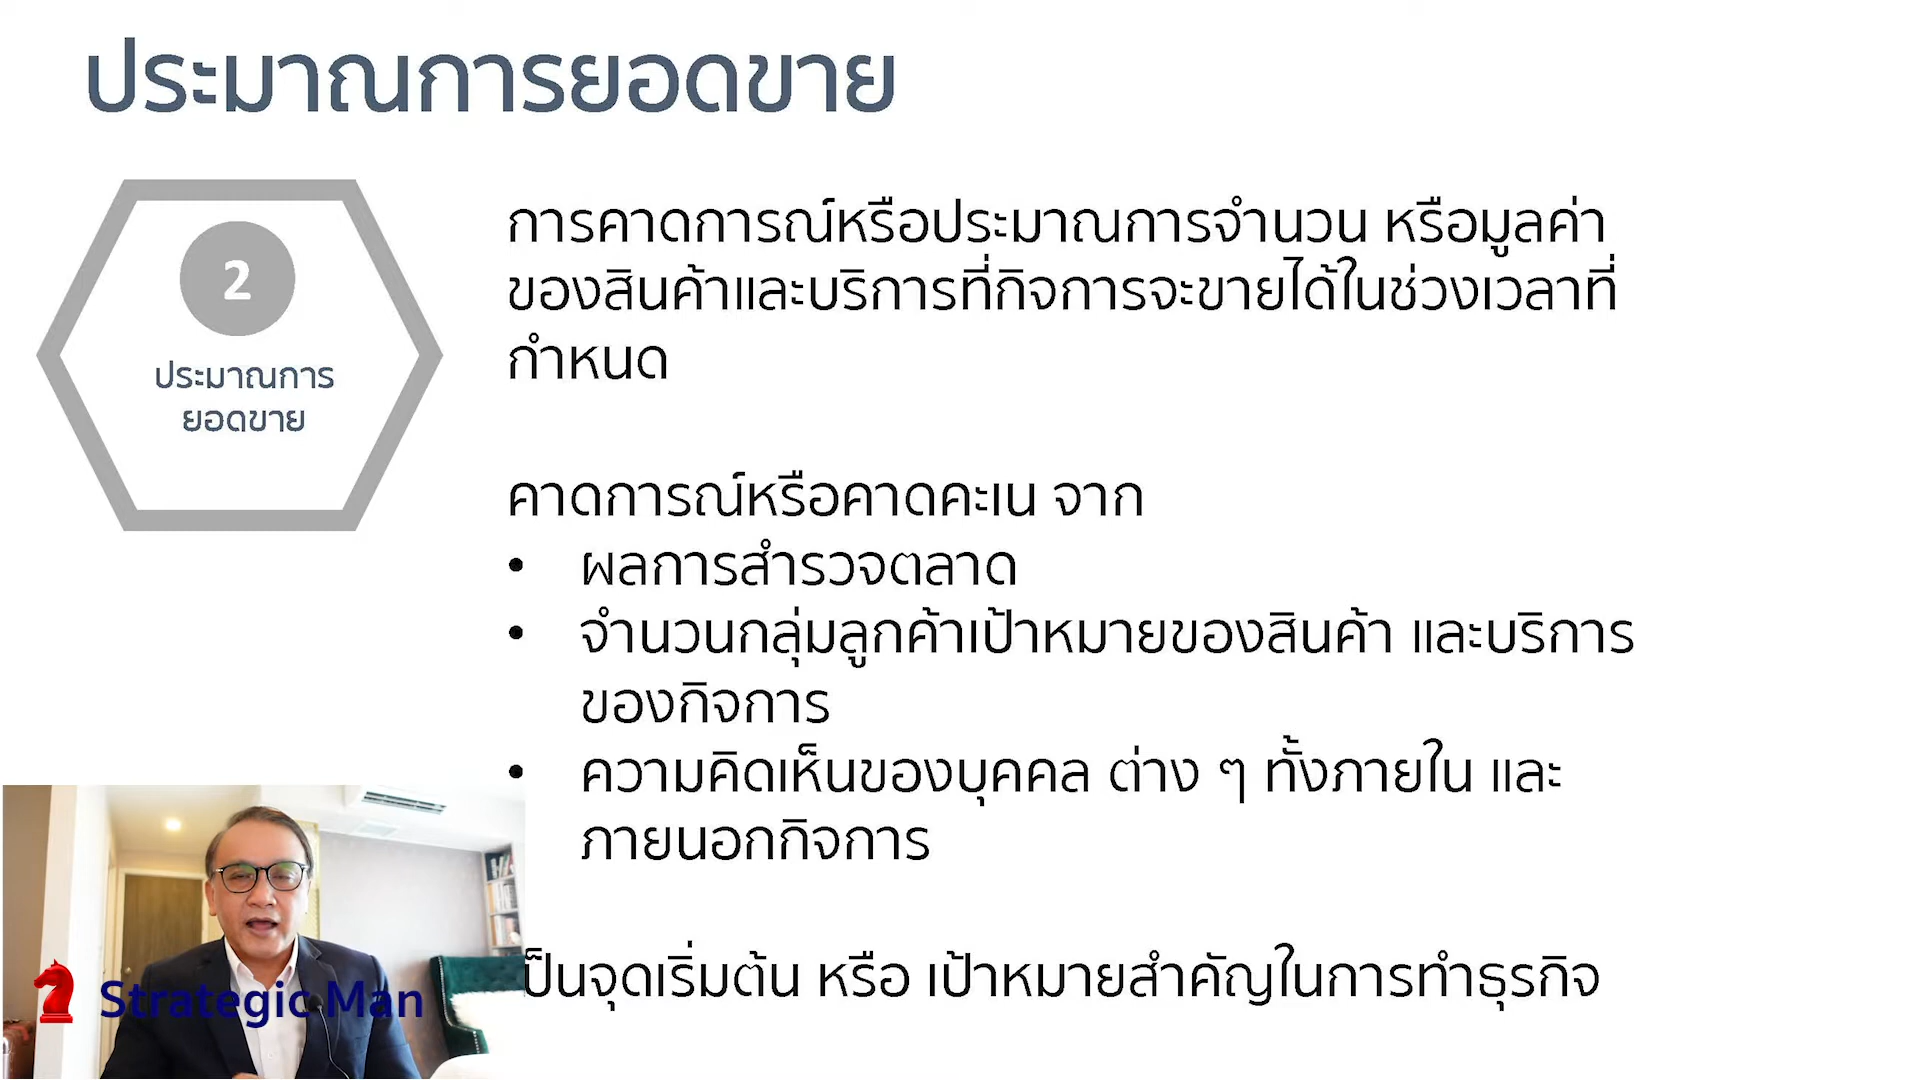 ประมาณการยอดขาย
2
ประมาณการ
ยอดขาย
การคาดการณ์หรือประมาณการจำนวน หรือมูลค่า
ของสินค้าและบริการที่กิจการจะขายได้ในช่วงเวลาที่
กำหนด
คาดการณ์หรือคาดคะเน จาก
• ผลการสำรวจตลาด
• จำนวนกลุ่มลูกค้าเป้าหมายของสินค้า และบริการ
ของกิจการ
• ความคิดเห็นของบุคคล ต่าง ๆ ทั้งภายใน และ
ภายนอกกิจการ
เป็นจุดเริ่มต้น หรือ เป้าหมายสำคัญในการทำธุรกิจ
Strategic Man